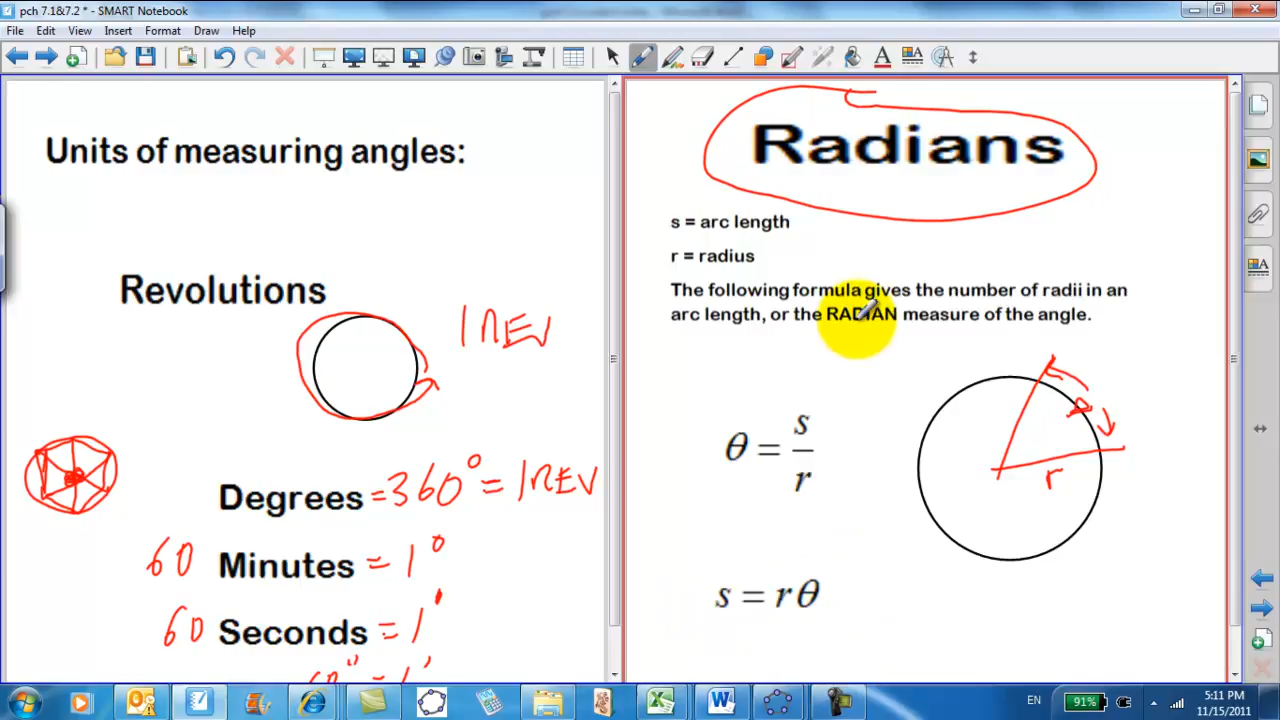 pch 7.1&7.2 * - SMART Notebook
File Edit View Insert Format Draw Help
Units of measuring angles:
Revolutions
1 REV
Degrees = 360° = 1 REV
60 Minutes = 1°
60 Seconds = 1'
60" = 1'
Radians
s = arc length
r = radius
The following formula gives the number of radii in an
arc length, or the RADIAN measure of the angle.
θ = s/r
s = rθ
r
EN
91%
5:11 PM
11/15/2011